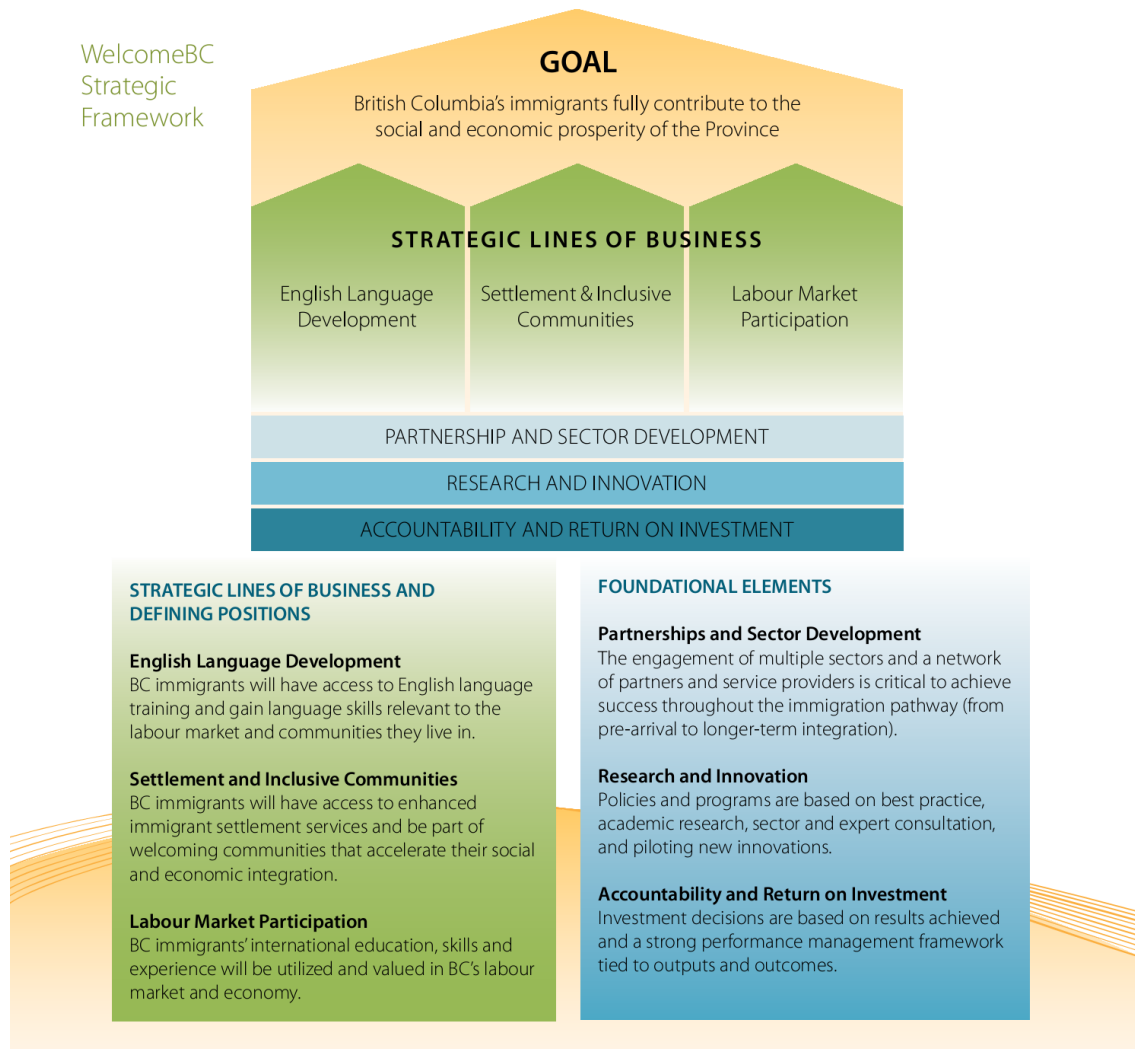 WelcomeBC
Strategic
Framework
GOAL
British Columbia’s immigrants fully contribute to the
social and economic prosperity of the Province
STRATEGIC LINES OF BUSINESS
English Language
Development
Settlement & Inclusive
Communities
Labour Market
Participation
PARTNERSHIP AND SECTOR DEVELOPMENT
RESEARCH AND INNOVATION
ACCOUNTABILITY AND RETURN ON INVESTMENT
STRATEGIC LINES OF BUSINESS AND
DEFINING POSITIONS
English Language Development
BC immigrants will have access to English language
training and gain language skills relevant to the
labour market and communities they live in.
Settlement and Inclusive Communities
BC immigrants will have access to enhanced
immigrant settlement services and be part of
welcoming communities that accelerate their social
and economic integration.
Labour Market Participation
BC immigrants’ international education, skills and
experience will be utilized and valued in BC’s labour
market and economy.
FOUNDATIONAL ELEMENTS
Partnerships and Sector Development
The engagement of multiple sectors and a network
of partners and service providers is critical to achieve
success throughout the immigration pathway (from
pre-arrival to longer-term integration).
Research and Innovation
Policies and programs are based on best practice,
academic research, sector and expert consultation,
and piloting new innovations.
Accountability and Return on Investment
Investment decisions are based on results achieved
and a strong performance management framework
tied to outputs and outcomes.